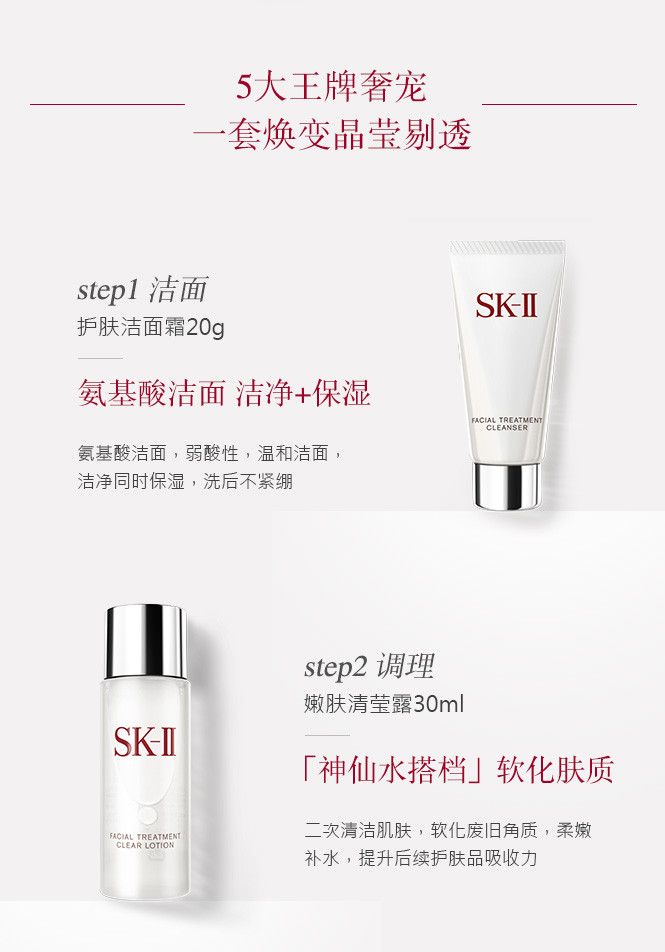 5大王牌奢宠
一套焕变晶莹剔透
step1 洁面
护肤洁面霜20g
氨基酸洁面 洁净+保湿
氨基酸洁面，弱酸性，温和洁面，
洁净同时保湿，洗后不紧绷
SK-II
FACIAL TREATMENT
CLEANSER
step2 调理
嫩肤清莹露30ml
「神仙水搭档」软化肤质
二次清洁肌肤，软化废旧角质，柔嫩
补水，提升后续护肤品吸收力
SK-II
FACIAL TREATMENT
CLEAR LOTION